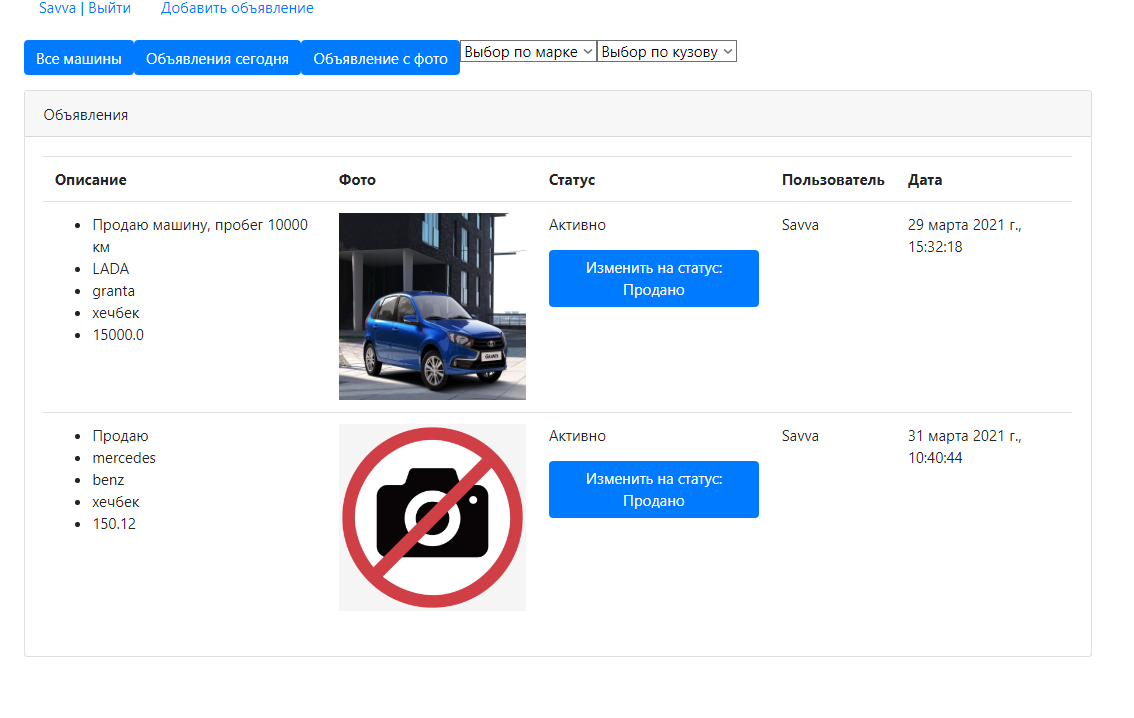 Savva | Выйти Добавить объявление
Все машины Объявления сегодня Объявление с фото Выбор по марке Выбор по кузову
Объявления
Описание Фото Статус Пользователь Дата
Продаю машину, пробег 10000 Активно Savva 29 марта 2021 г.,
км 15:32:18
LADA Изменить на статус:
granta Продано
хечбек
15000.0
GRANTA
Продаю Активно Savva 31 марта 2021 г.,
mercedes 10:40:44
benz Изменить на статус:
хечбек Продано
150.12